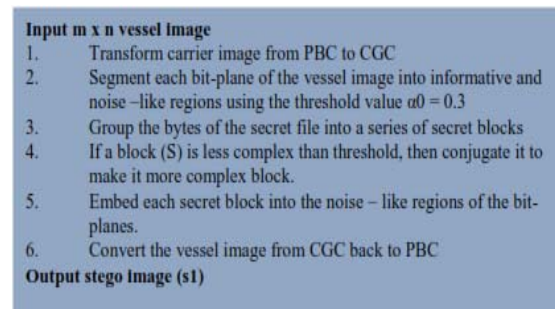 Input m x n vessel image
1. Transform carrier image from PBC to CGC
2. Segment each bit-plane of the vessel image into informative and
noise –like regions using the threshold value α0 = 0.3
3. Group the bytes of the secret file into a series of secret blocks
4. If a block (S) is less complex than threshold, then conjugate it to
make it more complex block.
5. Embed each secret block into the noise – like regions of the bit-
planes.
6. Convert the vessel image from CGC back to PBC
Output stego image (s1)